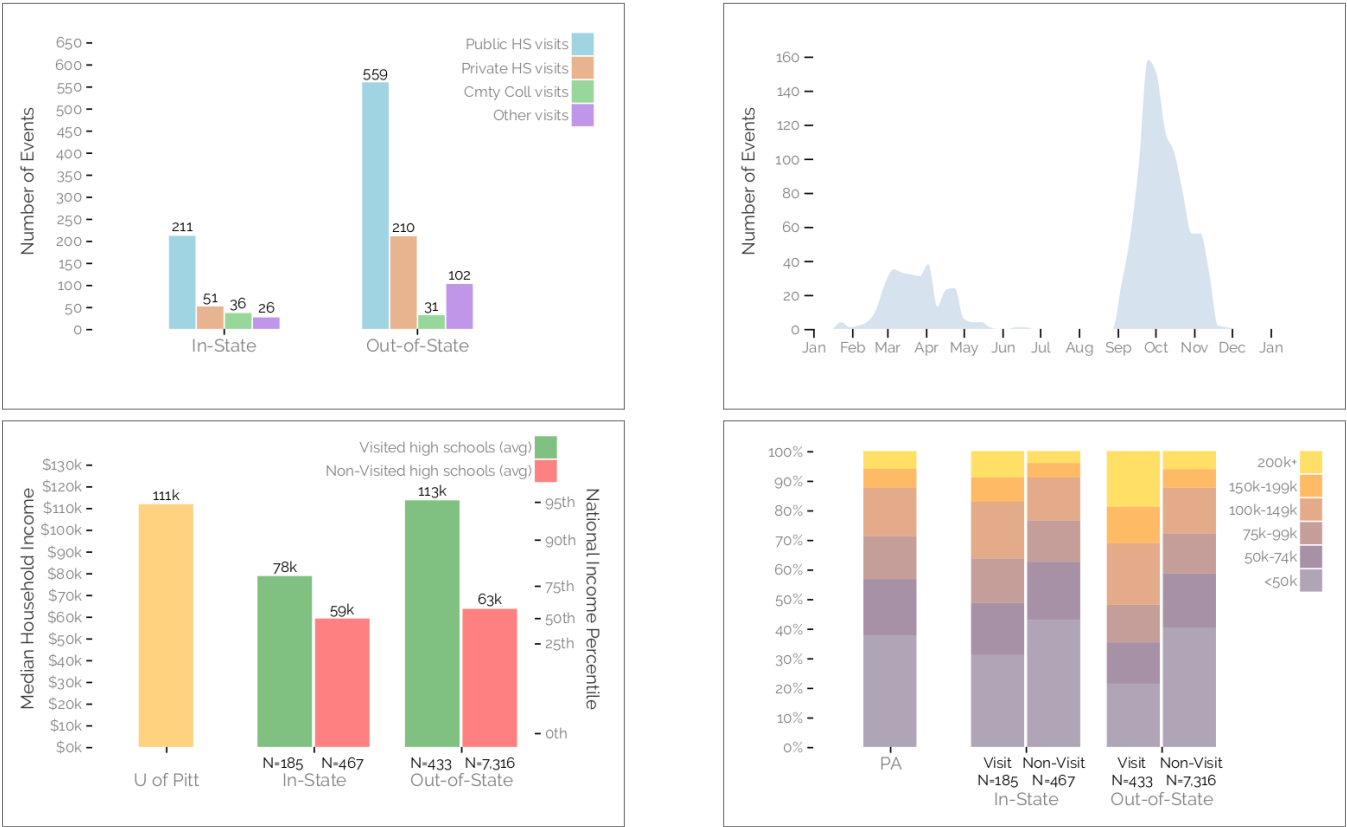 Number of Events
650
600
550
500
450
400
350
300
250
200
150
100
50
0
Public HS visits
Private HS visits
Cmty Coll visits
Other visits
211
51
36
26
559
210
31
102
In-State
Out-of-State
Number of Events
160
140
120
100
80
60
40
20
0
Jan
Feb
Mar
Apr
May
Jun
Jul
Aug
Sep
Oct
Nov
Dec
Jan
Visited high schools (avg)
Non-Visited high schools (avg)
Median Household Income
$130k
$120k
$110k
$100k
$90k
$80k
$70k
$60k
$50k
$40k
$30k
$20k
$10k
$0k
111k
78k
59k
113k
63k
National Income Percentile
95th
90th
75th
50th
25th
0th
N=185 N=467
N=433 N=7,316
U of Pitt
In-State
Out-of-State
100%
90%
80%
70%
60%
50%
40%
30%
20%
10%
0%
200k+
150k-199k
100k-149k
75k-99k
50k-74k
<50k
PA
Visit Non-Visit
N=185 N=467
In-State
Visit Non-Visit
N=433 N=7,316
Out-of-State